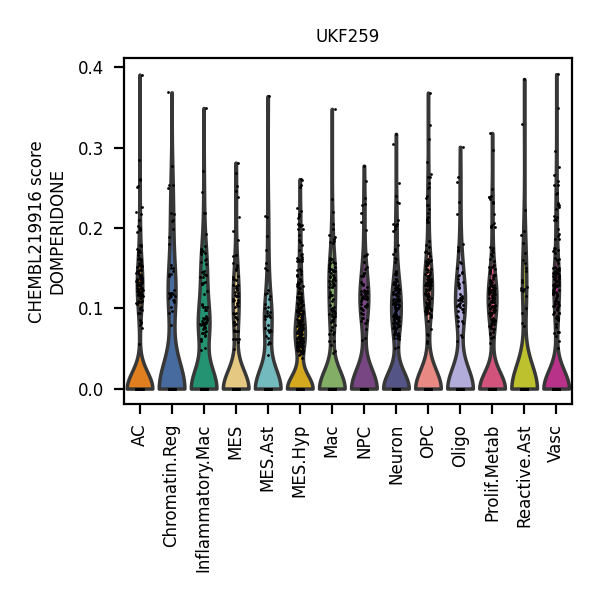 UKF259
CHEMBL219916 score
DOMPERIDONE
0.4
0.3
0.2
0.1
0.0
AC
Chromatin.Reg
Inflammatory.Mac
MES
MES.Ast
MES.Hyp
Mac
NPC
Neuron
OPC
Oligo
Prolif.Metab
Reactive.Ast
Vasc